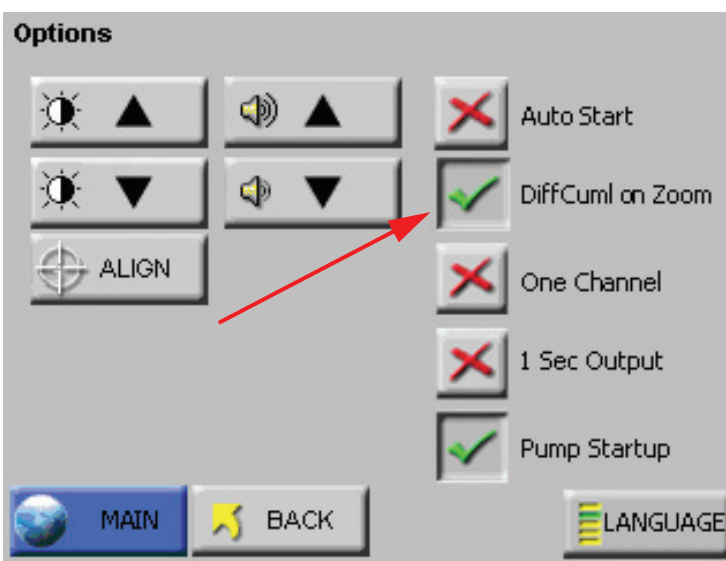 Options
Auto Start
DiffCuml on Zoom
ALIGN
One Channel
1 Sec Output
Pump Startup
MAIN
BACK
LANGUAGE